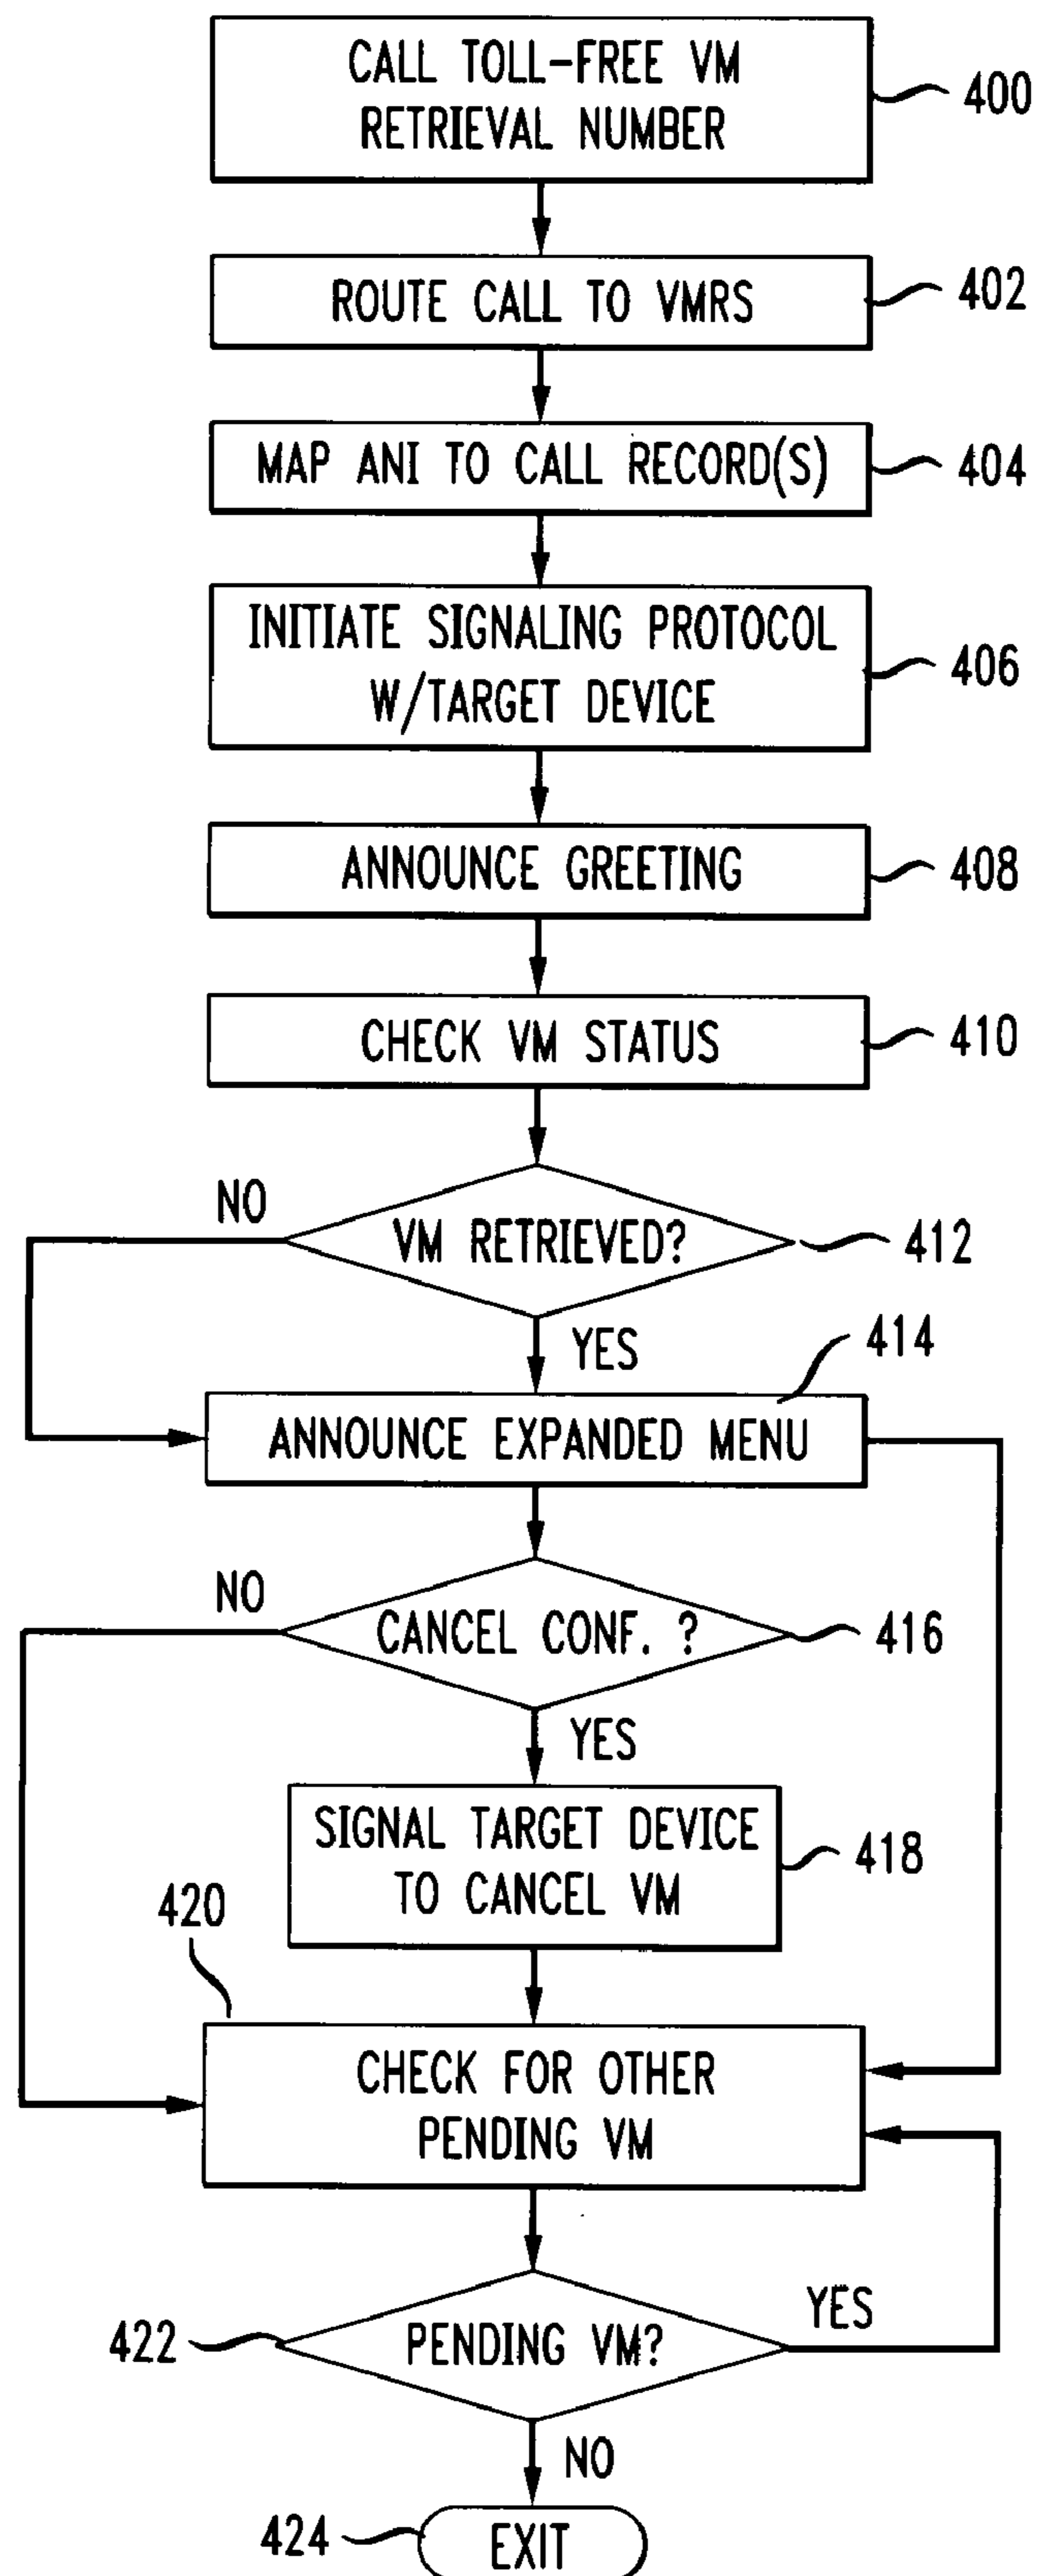 CALL TOLL-FREE VM
RETRIEVAL NUMBER
400
ROUTE CALL TO VMRS
402
MAP ANI TO CALL RECORD(S)
404
INITIATE SIGNALING PROTOCOL
W/TARGET DEVICE
406
ANNOUNCE GREETING
408
CHECK VM STATUS
410
NO
VM RETRIEVED?
412
YES
414
ANNOUNCE EXPANDED MENU
NO
CANCEL CONF. ?
416
YES
SIGNAL TARGET DEVICE
TO CANCEL VM
418
420
CHECK FOR OTHER
PENDING VM
YES
422
PENDING VM?
NO
424
EXIT